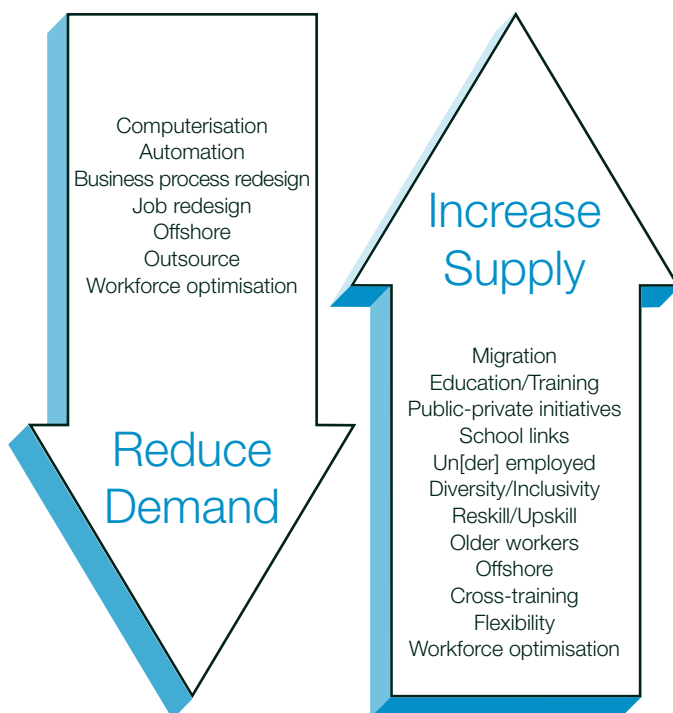 Computerisation
Automation
Business process redesign
Job redesign
Offshore
Outsource
Workforce optimisation
Reduce
Demand
Increase
Supply
Migration
Education/Training
Public-private initiatives
School links
Un[der] employed
Diversity/Inclusivity
Reskill/Upskill
Older workers
Offshore
Cross-training
Flexibility
Workforce optimisation